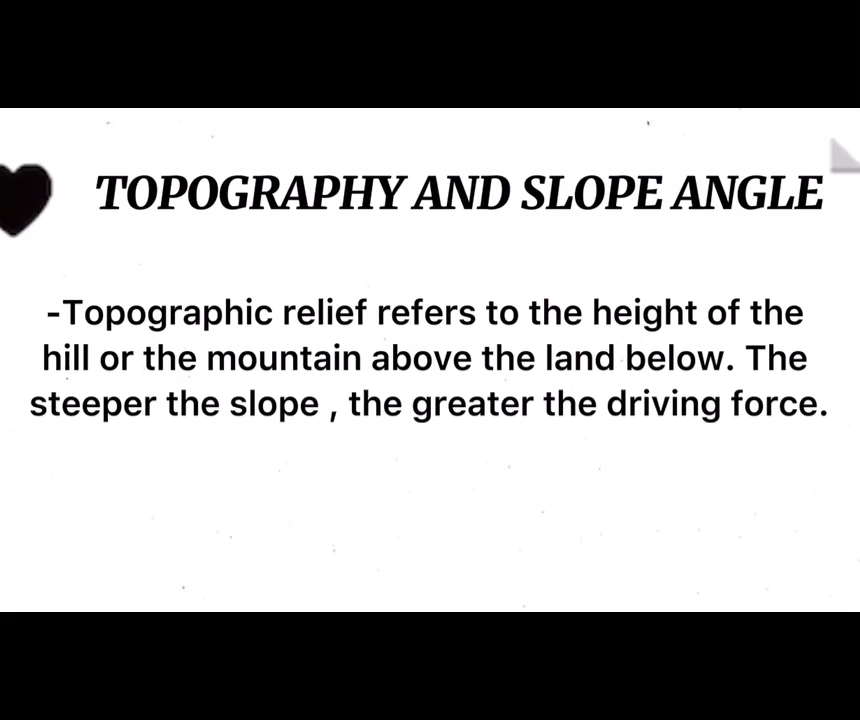 TOPOGRAPHY AND SLOPE ANGLE
-Topographic relief refers to the height of the
hill or the mountain above the land below. The
steeper the slope , the greater the driving force.